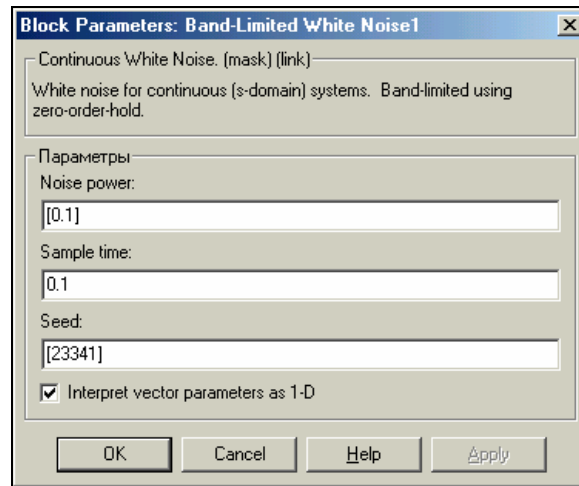 Block Parameters: Band-Limited White Noise1
Continuous White Noise. (mask) (link)
White noise for continuous (s-domain) systems. Band-limited using
zero-order-hold.
Параметры
Noise power:
[0.1]
Sample time:
0.1
Seed:
[23341]
Interpret vector parameters as 1-D
OK Cancel Help Apply